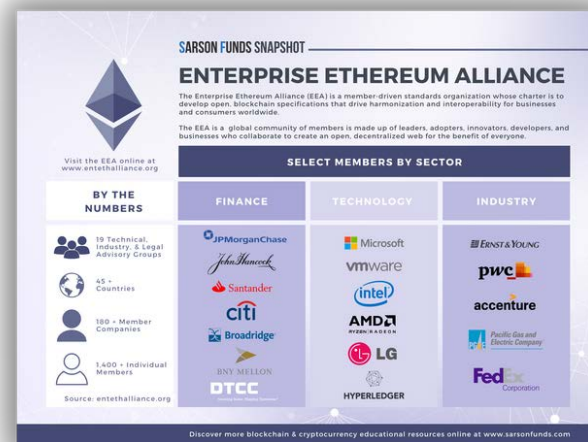 SARSON FUNDS SNAPSHOT
ENTERPRISE ETHEREUM ALLIANCE
The Enterprise Ethereum Alliance (EEA) is a member-driven standards organization whose charter is to
develop open, blockchain specifications that drive harmonization and interoperability for businesses
and consumers worldwide.
The EEA is a global community of members is made up of leaders, adopters, innovators, developers, and
businesses who collaborate to create an open, decentralized web for the benefit of everyone.
Visit the EEA online at
www.entethalliance.org
SELECT MEMBERS BY SECTOR
BY THE
NUMBERS
19 Technical,
Industry, & Legal
Advisory Groups
45 +
Countries
180 + Member
Companies
1,400 + Individual
Members
Source: entethalliance.org
FINANCE
JPMorganChase
John Hancock
Santander
citi
Broadridge
BNY MELLON
DTCC
TECHNOLOGY
Microsoft
vmware
intel
AMD
RYZEN RADEON
LG
HYPERLEDGER
INDUSTRY
ERNST & YOUNG
pwc
accenture
Pacific Gas and
Electric Company
FedEx
Corporation
Discover more blockchain & cryptocurrency educational resources online at www.sarsonfunds.com